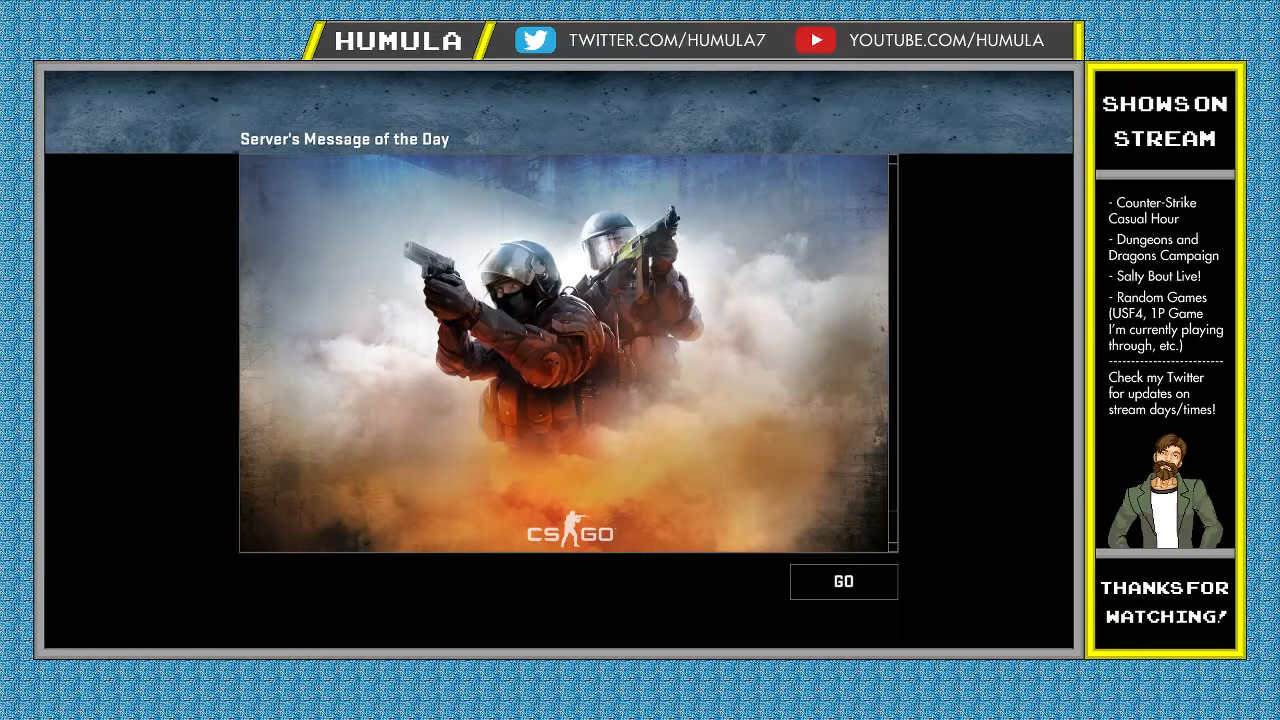 HUMULA
TWITTER.COM/HUMULA7
YOUTUBE.COM/HUMULA
Server's Message of the Day
CS GO
GO
SHOWS ON
STREAM
- Counter-Strike
Casual Hour
- Dungeons and
Dragons Campaign
- Salty Bout Live!
- Random Games
(USF4, 1P Game
I'm currently playing
through, etc.)
-----------------------
Check my Twitter
for updates on
stream days/times!
THANKS FOR
WATCHING!